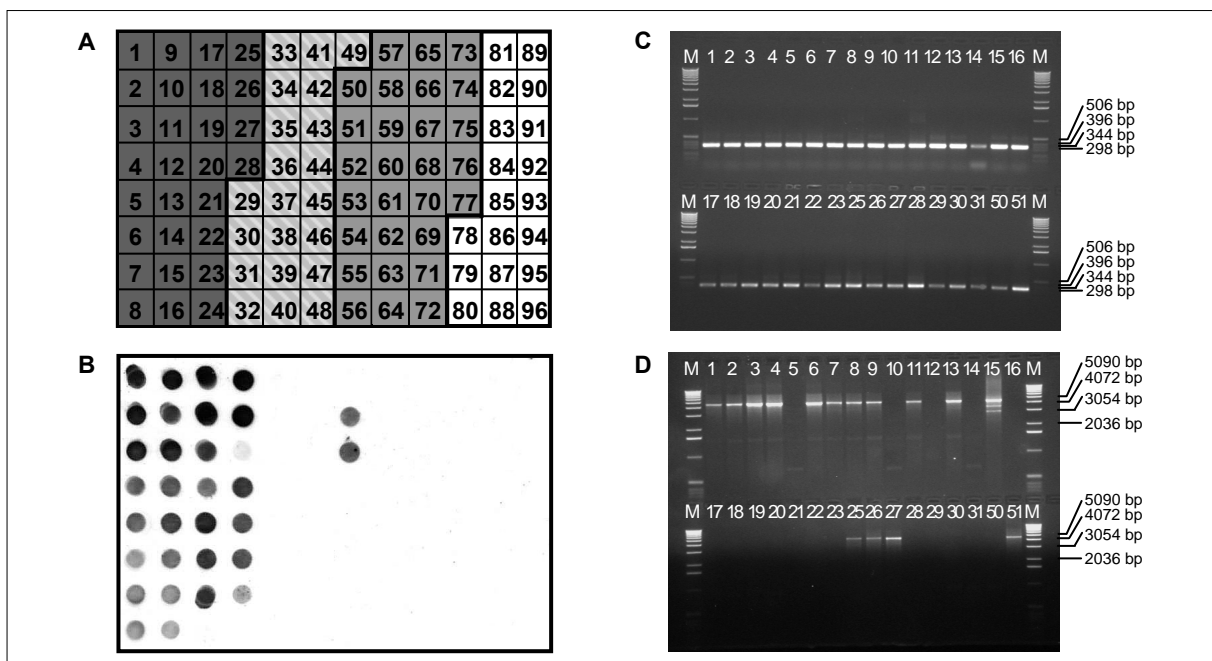 A
1 9 17 25 33 41 49 57 65 73 81 89
2 10 18 26 34 42 50 58 66 74 82 90
3 11 19 27 35 43 51 59 67 75 83 91
4 12 20 28 36 44 52 60 68 76 84 92
5 13 21 29 37 45 53 61 70 77 85 93
6 14 22 30 38 46 54 62 69 78 86 94
7 15 23 31 39 47 55 63 71 79 87 95
8 16 24 32 40 48 56 64 72 80 88 96
B
C
M 1 2 3 4 5 6 7 8 9 10 11 12 13 14 15 16 M
506 bp
396 bp
344 bp
298 bp
M 17 18 19 20 21 22 23 25 26 27 28 29 30 31 50 51 M
506 bp
396 bp
344 bp
298 bp
D
M 1 2 3 4 5 6 7 8 9 10 11 12 13 14 15 16 M
5090 bp
4072 bp
3054 bp
2036 bp
M 17 18 19 20 21 22 23 25 26 27 28 29 30 31 50 51 M
5090 bp
4072 bp
3054 bp
2036 bp